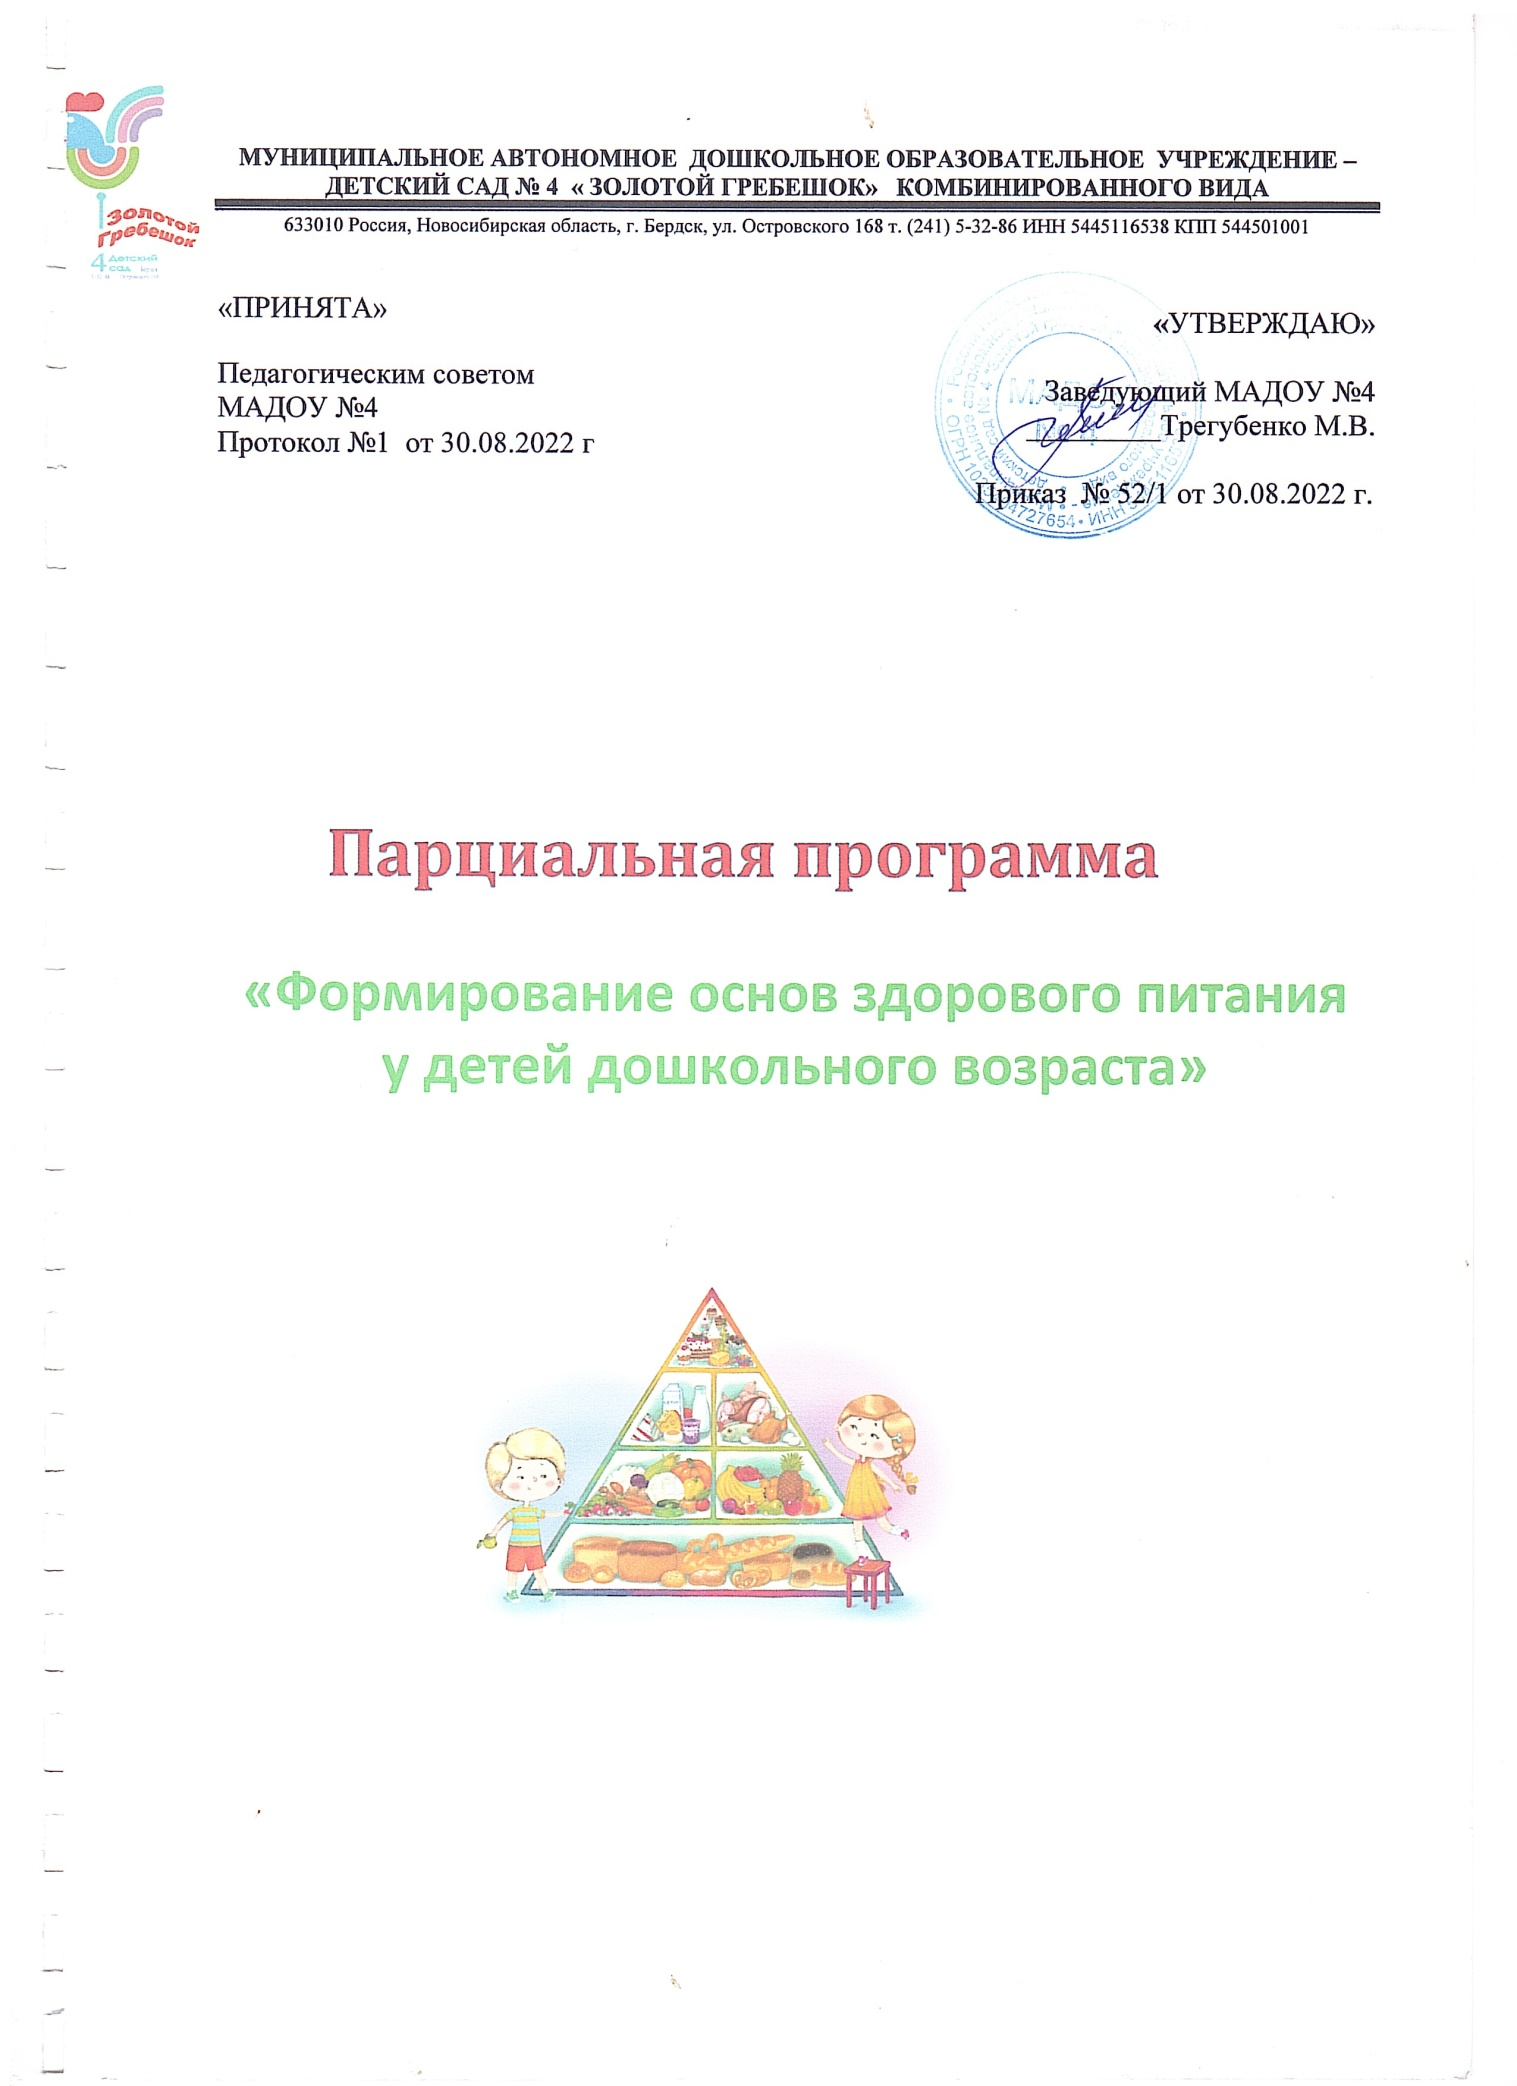 МУНИЦИПАЛЬНОЕ АВТОНОМНОЕ ДОШКОЛЬНОЕ ОБРАЗОВАТЕЛЬНОЕ УЧРЕЖДЕНИЕ –
ДЕТСКИЙ САД № 4 « ЗОЛОТОЙ ГРЕБЕШОК» КОМБИНИРОВАННОГО ВИДА
Золотой
Гребешок
4 Детский
сад
633010 Россия, Новосибирская область, г. Бердск, ул. Островского 168 т. (241) 5-32-86 ИНН 5445116538 КПП 544501001
«ПРИНЯТА»
Педагогическим советом
МАДОУ №4
Протокол №1 от 30.08.2022 г
«УТВЕРЖДАЮ»
Заведующий МАДОУ №4
_________Трегубенко М.В.
Приказ № 52/1 от 30.08.2022 г.
Парциальная программа
«Формирование основ здорового питания
у детей дошкольного возраста»